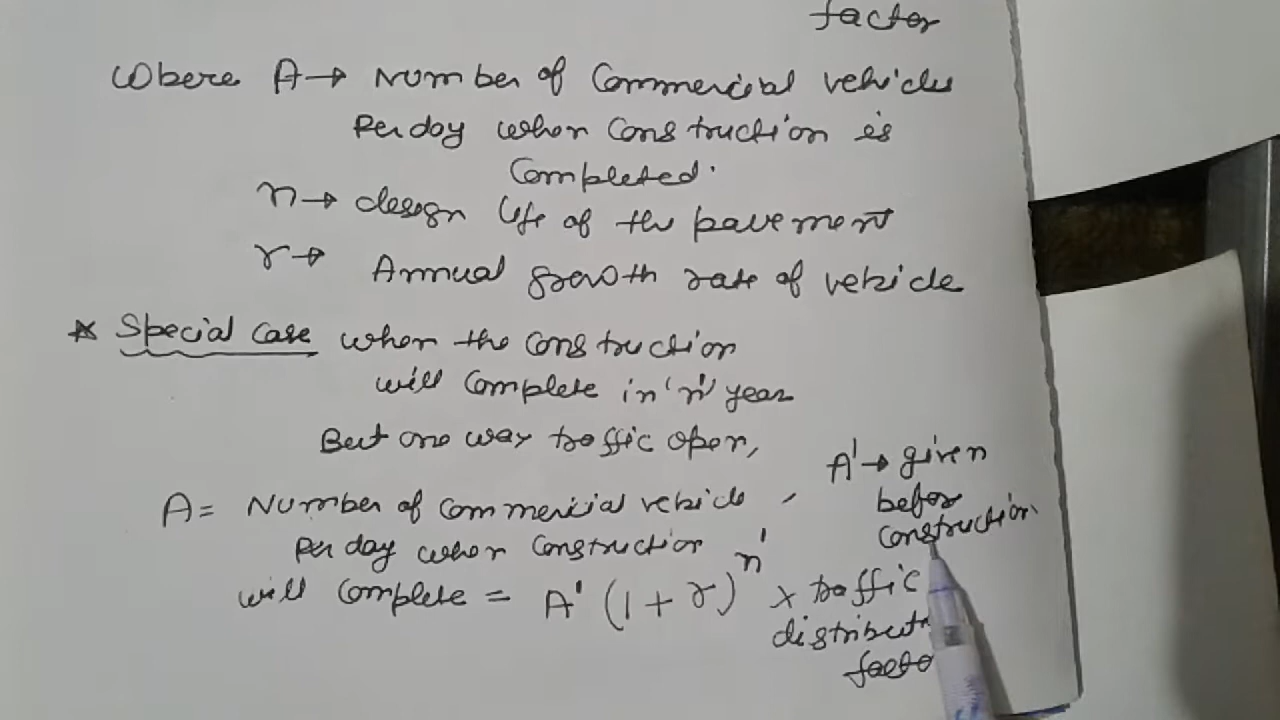 factor
Where A → Number of Commercial vehicles
Per day when Construction is
Completed.
n → design life of the pavement
r → Annual growth rate of vehicle
* Special Case when the construction
will Complete in 'n' year
But one way traffic open,
A = Number of commercial vehicle , A' → given
before
construction
Per day when Construction
will Complete = A' (1 + r)^n' x traffic
distribut
facto